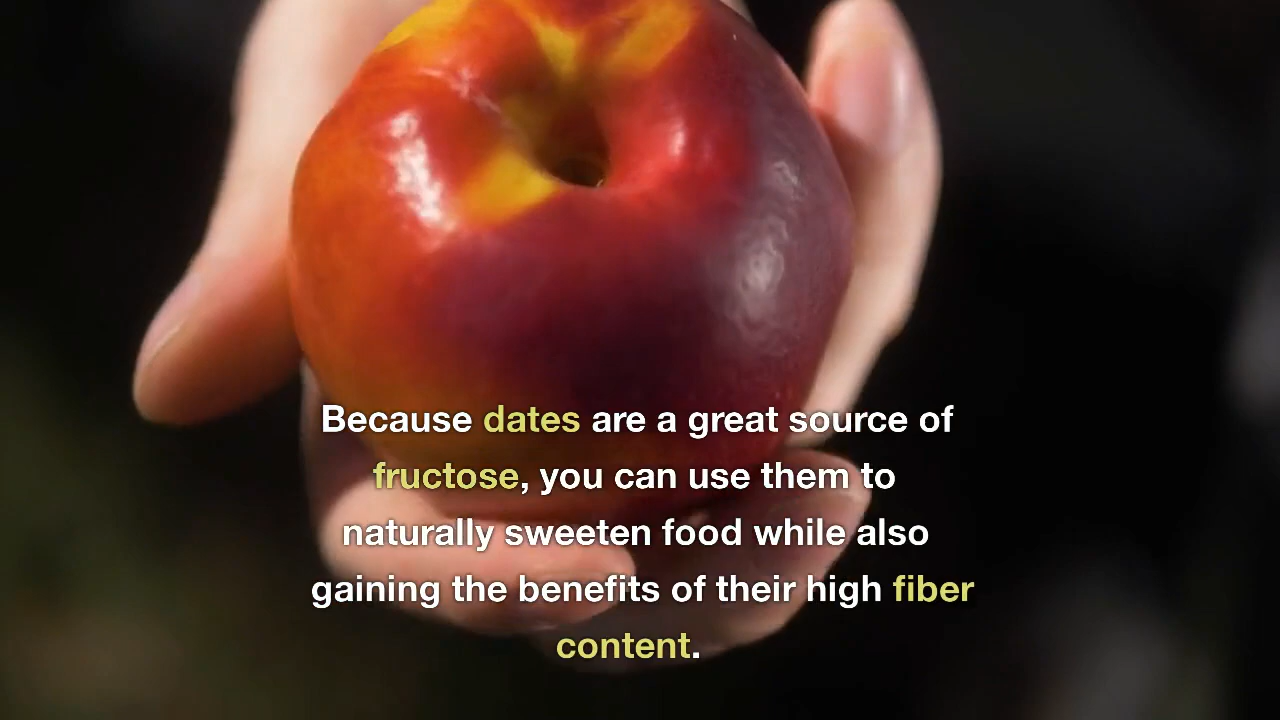 Because dates are a great source of
fructose, you can use them to
naturally sweeten food while also
gaining the benefits of their high fiber
content.